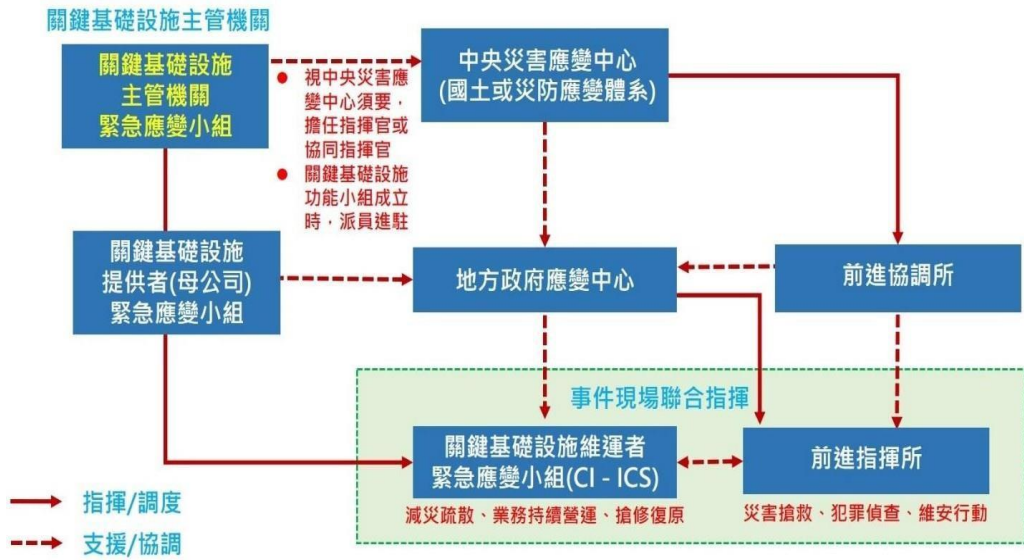 關鍵基礎設施主管機關
關鍵基礎設施
主管機關
緊急應變小組
● 視中央災害應
變中心須要，
擔任指揮官或
協同指揮官
● 關鍵基礎設施
功能小組成立
時，派員進駐
中央災害應變中心
(國土或災防應變體系)
關鍵基礎設施
提供者(母公司)
緊急應變小組
地方政府應變中心
前進協調所
事件現場聯合指揮
關鍵基礎設施維運者
緊急應變小組(CI - ICS)
減災疏散、業務持續營運、搶修復原
前進指揮所
災害搶救、犯罪偵查、維安行動
指揮/調度
支援/協調